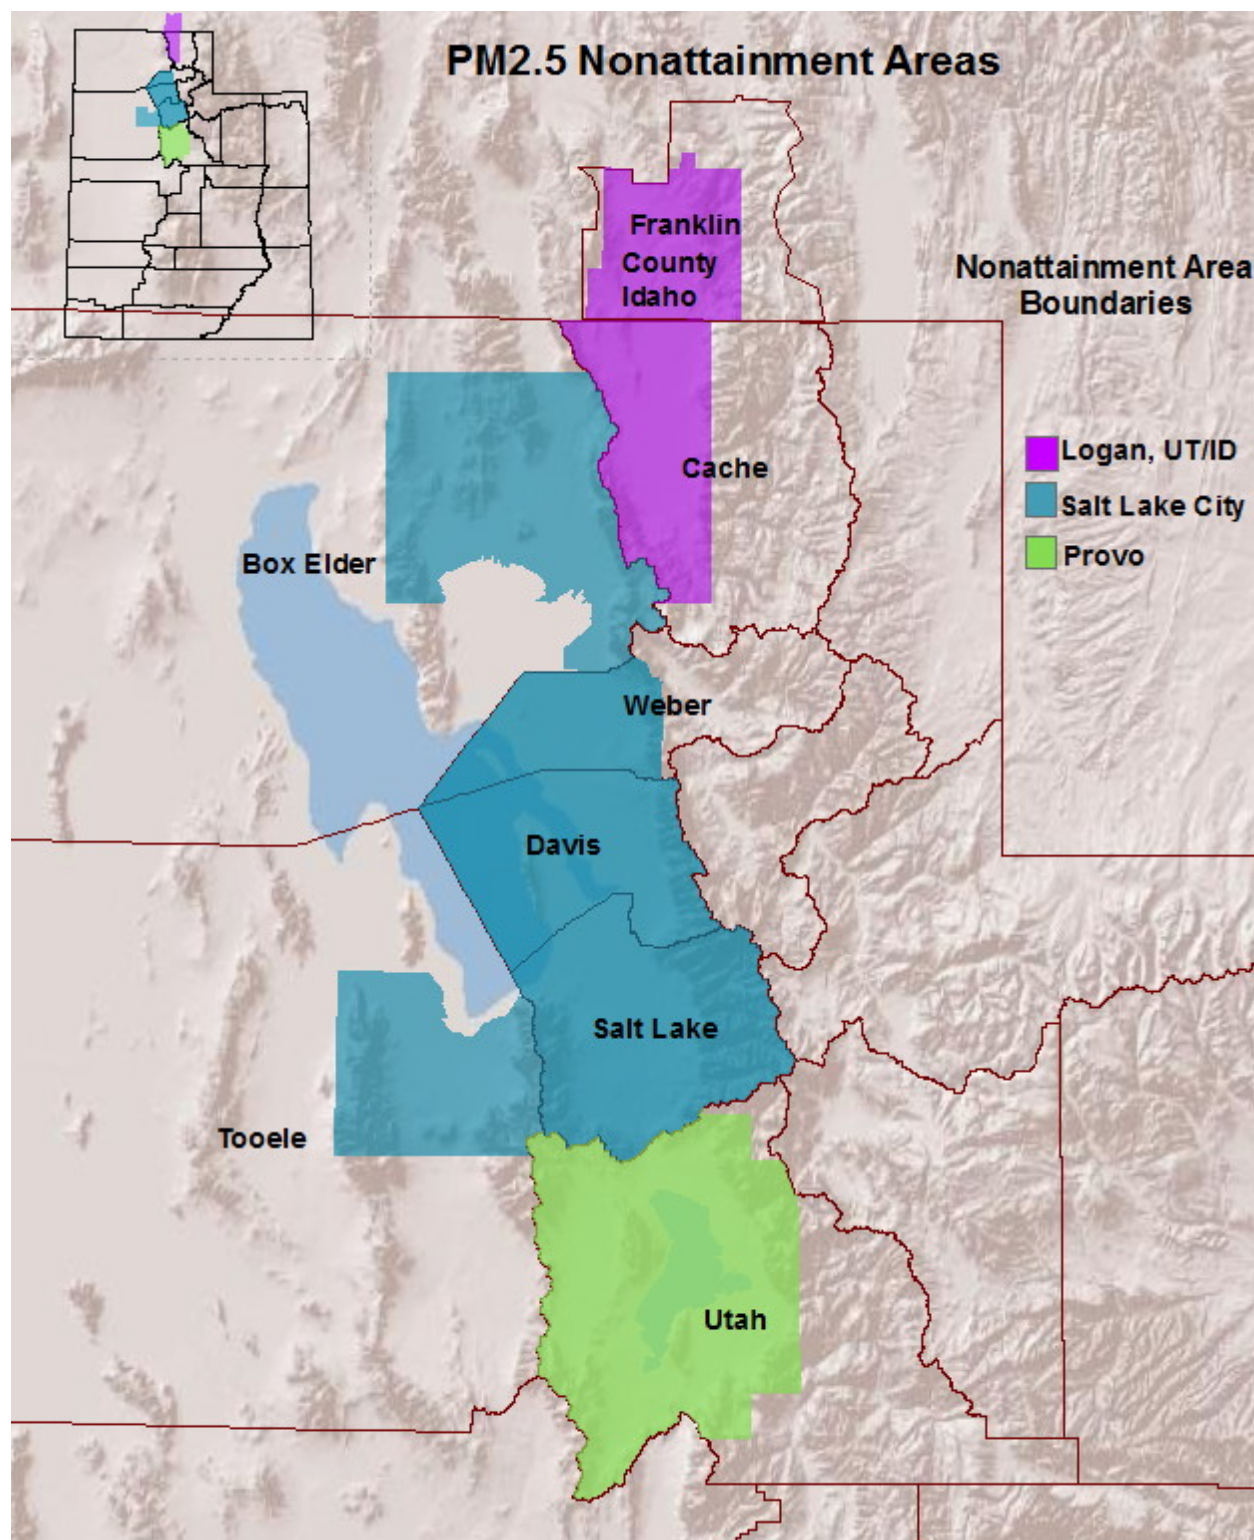 PM2.5 Nonattainment Areas
Franklin
County
Idaho
Nonattainment Area
Boundaries
Logan, UT/ID
Cache
Salt Lake City
Provo
Box Elder
Weber
Davis
Salt Lake
Tooele
Utah